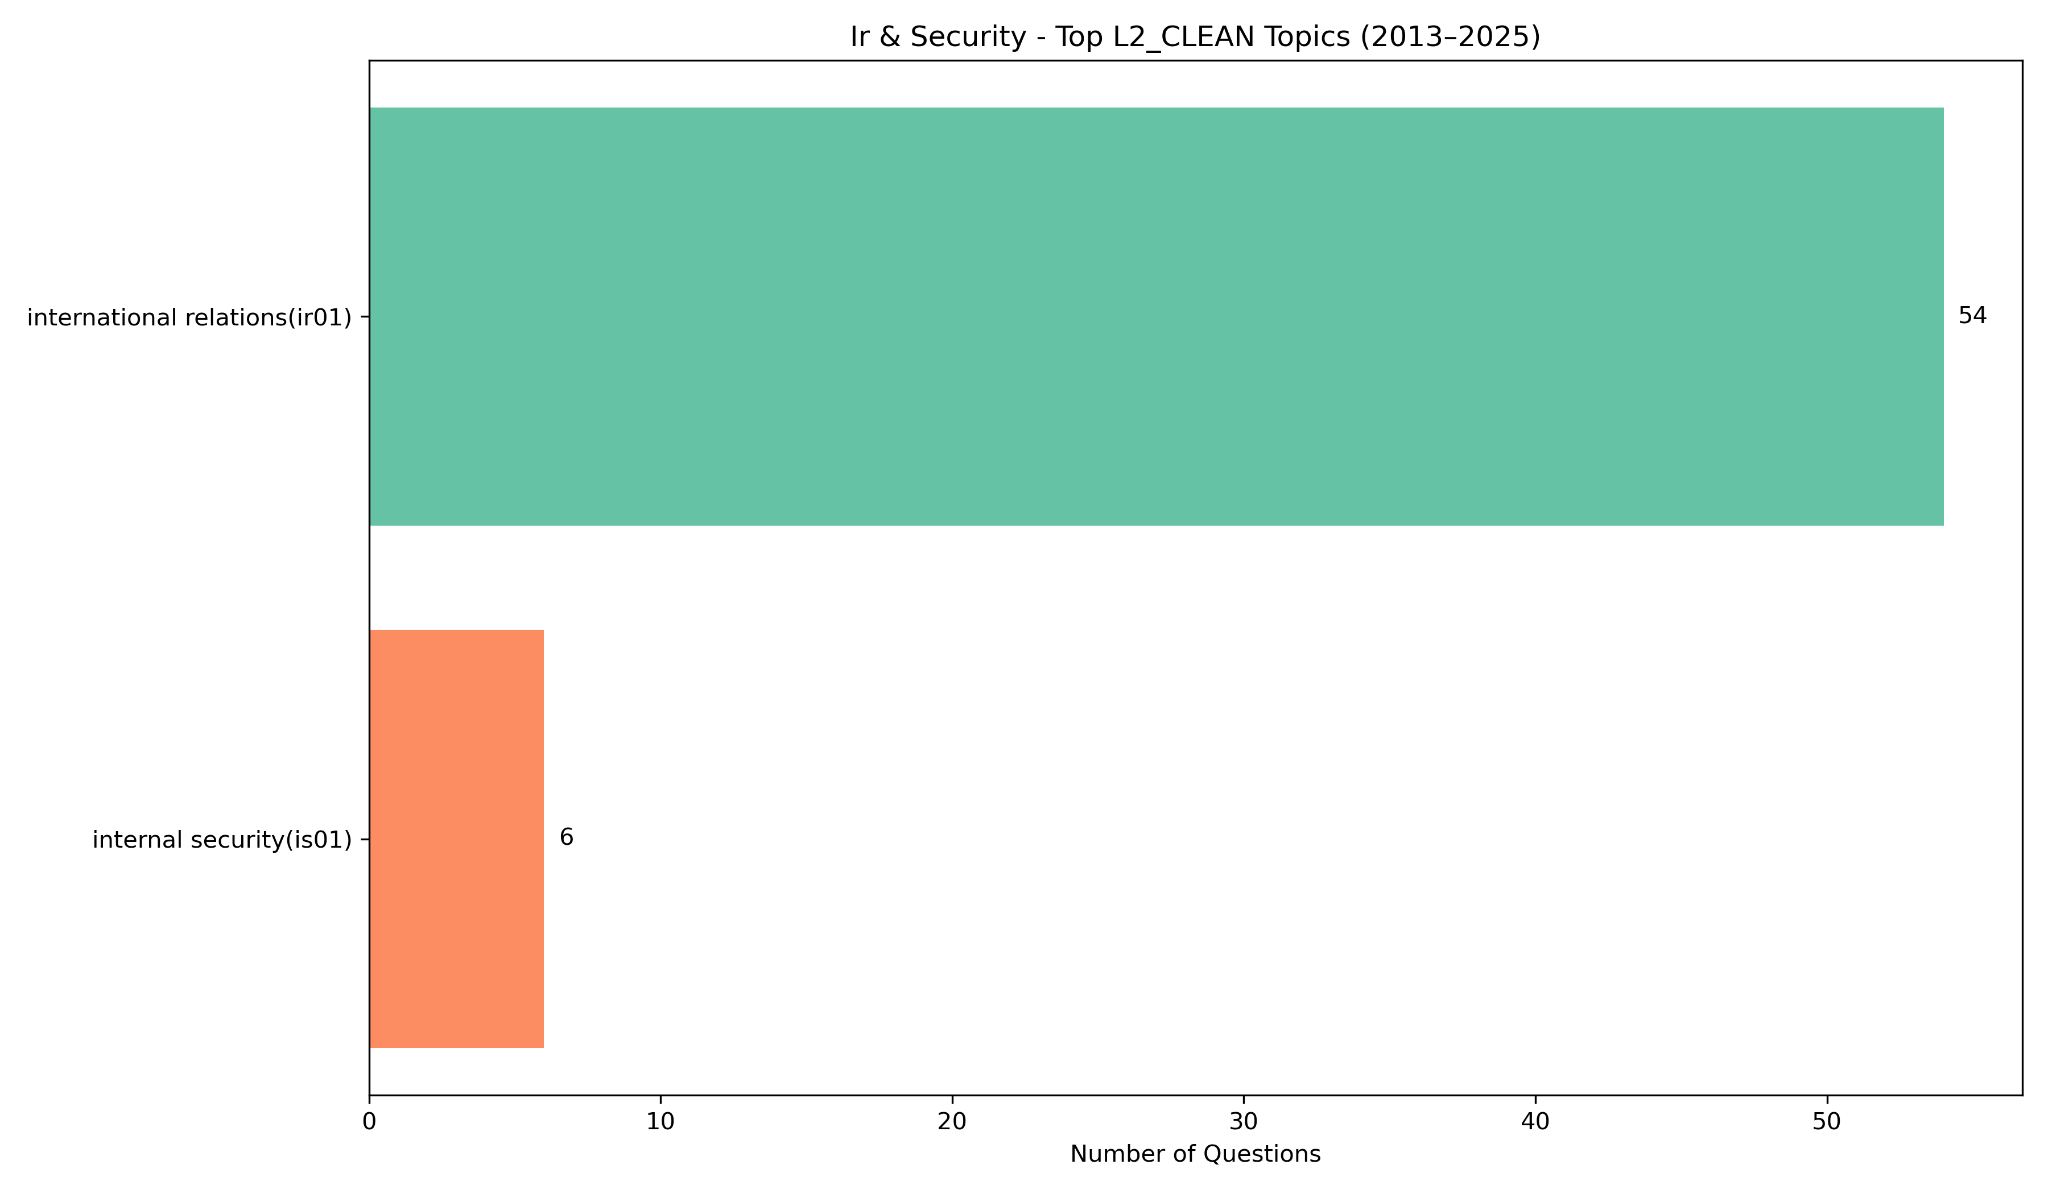 Ir & Security - Top L2_CLEAN Topics (2013–2025)
international relations(ir01)
54
internal security(is01)
6
0 10 20 30 40 50
Number of Questions